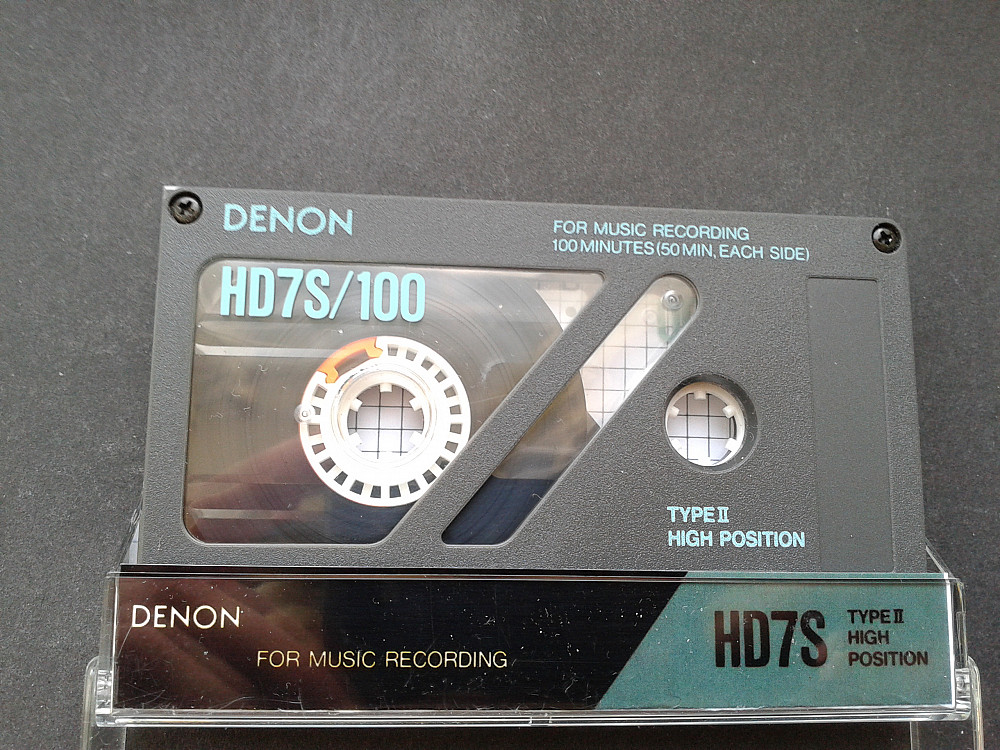 DENON
FOR MUSIC RECORDING
100 MINUTES (50 MIN, EACH SIDE)
HD7S/100
TYPE II
HIGH POSITION
DENON
FOR MUSIC RECORDING
HD7S
TYPE II
HIGH
POSITION